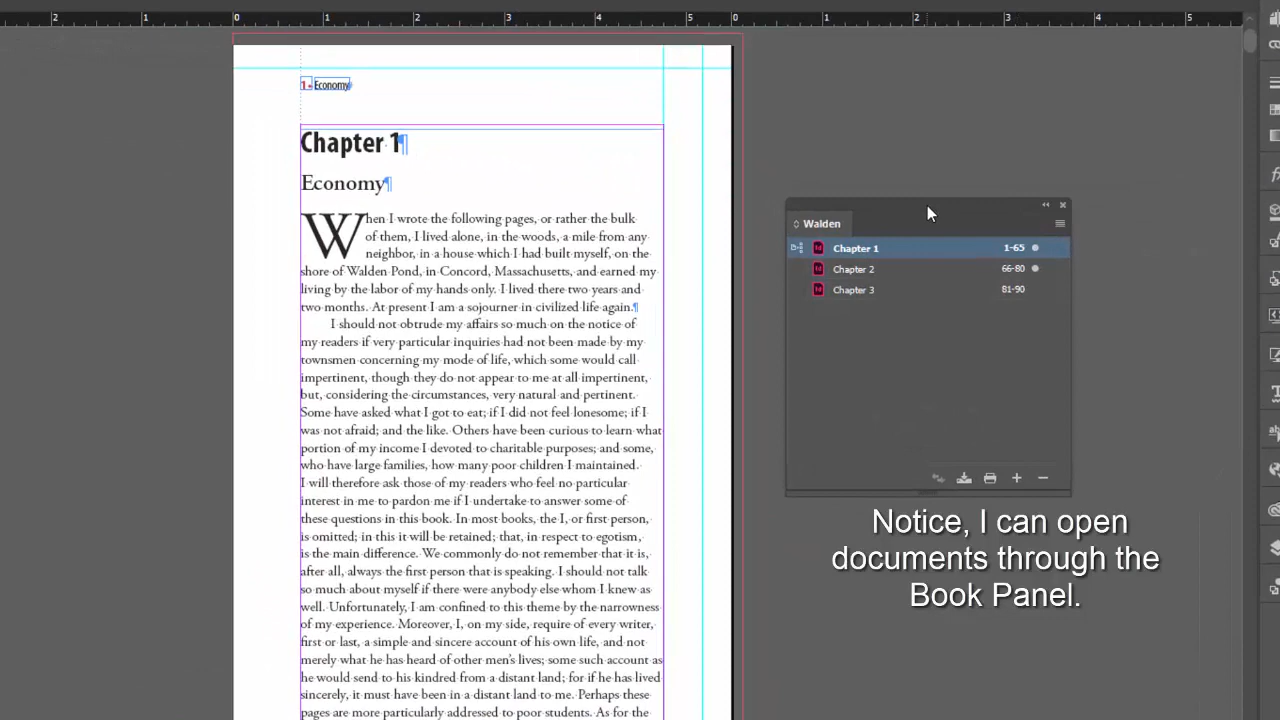 2 1 0 1 2 3 4 5 0 1 2 3 4 5
1 Economy
Chapter 1¶
Economy¶
When I wrote the following pages, or rather the bulk
of them, I lived alone, in the woods, a mile from any
neighbor, in a house which I had built myself, on the
shore of Walden Pond, in Concord, Massachusetts, and earned my
living by the labor of my hands only. I lived there two years and
two months. At present I am a sojourner in civilized life again.¶
I should not obtrude my affairs so much on the notice of
my readers if very particular inquiries had not been made by my
townsmen concerning my mode of life, which some would call
impertinent, though they do not appear to me at all impertinent,
but, considering the circumstances, very natural and pertinent.
Some have asked what I got to eat; if I did not feel lonesome; if I
was not afraid; and the like. Others have been curious to learn what
portion of my income I devoted to charitable purposes; and some,
who have large families, how many poor children I maintained.
I will therefore ask those of my readers who feel no particular
interest in me to pardon me if I undertake to answer some of
these questions in this book. In most books, the I, or first person,
is omitted; in this it will be retained; that, in respect to egotism,
is the main difference. We commonly do not remember that it is,
after all, always the first person that is speaking. I should not talk
so much about myself if there were anybody else whom I knew as
well. Unfortunately, I am confined to this theme by the narrowness
of my experience. Moreover, I, on my side, require of every writer,
first or last, a simple and sincere account of his own life, and not
merely what he has heard of other men's lives; some such account as
he would send to his kindred from a distant land; for if he has lived
sincerely, it must have been in a distant land to me. Perhaps these
pages are more particularly addressed to poor students. As for the
Walden
Chapter 1 1-65
Chapter 2 66-80
Chapter 3 81-90
Notice, I can open
documents through the
Book Panel.